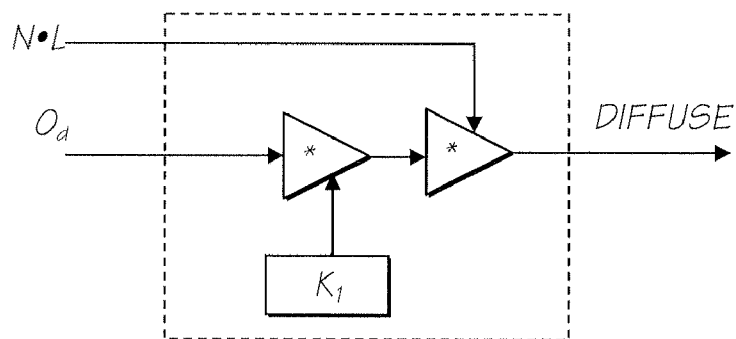 N•L
O_d
DIFFUSE
*
*
K_1